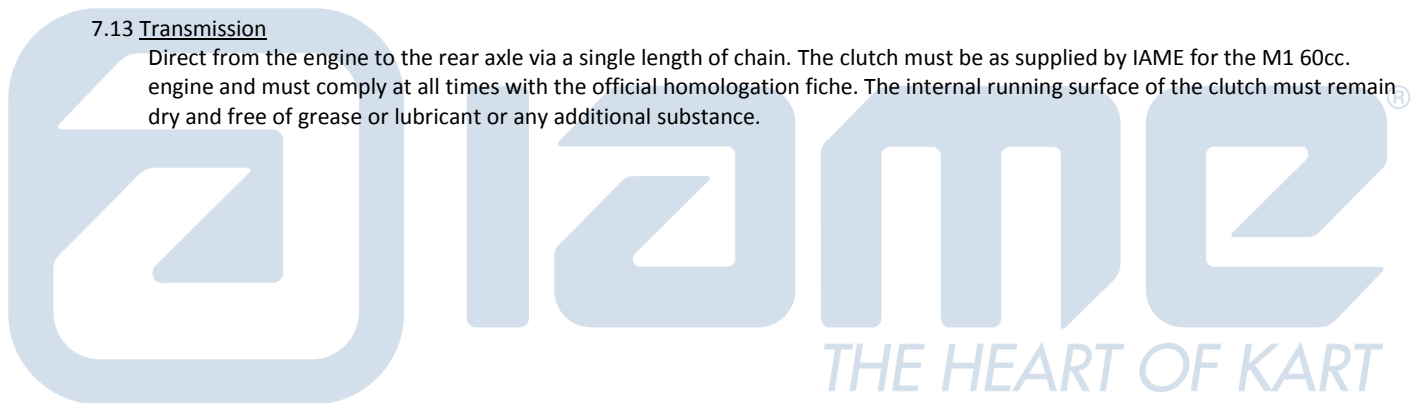 7.13 Transmission
Direct from the engine to the rear axle via a single length of chain. The clutch must be as supplied by IAME for the M1 60cc.
engine and must comply at all times with the official homologation fiche. The internal running surface of the clutch must remain
dry and free of grease or lubricant or any additional substance.
iame ®
THE HEART OF KART